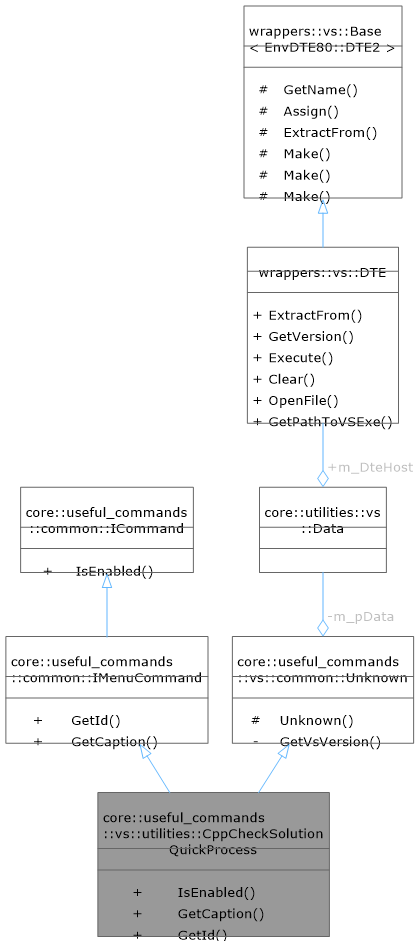 wrappers::vs::Base
< EnvDTE80::DTE2 >
# GetName()
# Assign()
# ExtractFrom()
# Make()
# Make()
# Make()
wrappers::vs::DTE
+ ExtractFrom()
+ GetVersion()
+ Execute()
+ Clear()
+ OpenFile()
+ GetPathToVSExe()
+m_DteHost
core::useful_commands
::common::ICommand
+ IsEnabled()
core::utilities::vs
::Data
-m_pData
core::useful_commands
::common::IMenuCommand
+ GetId()
+ GetCaption()
core::useful_commands
::vs::common::Unknown
# Unknown()
- GetVsVersion()
core::useful_commands
::vs::utilities::CppCheckSolution
QuickProcess
+ IsEnabled()
+ GetCaption()
+ GetId()